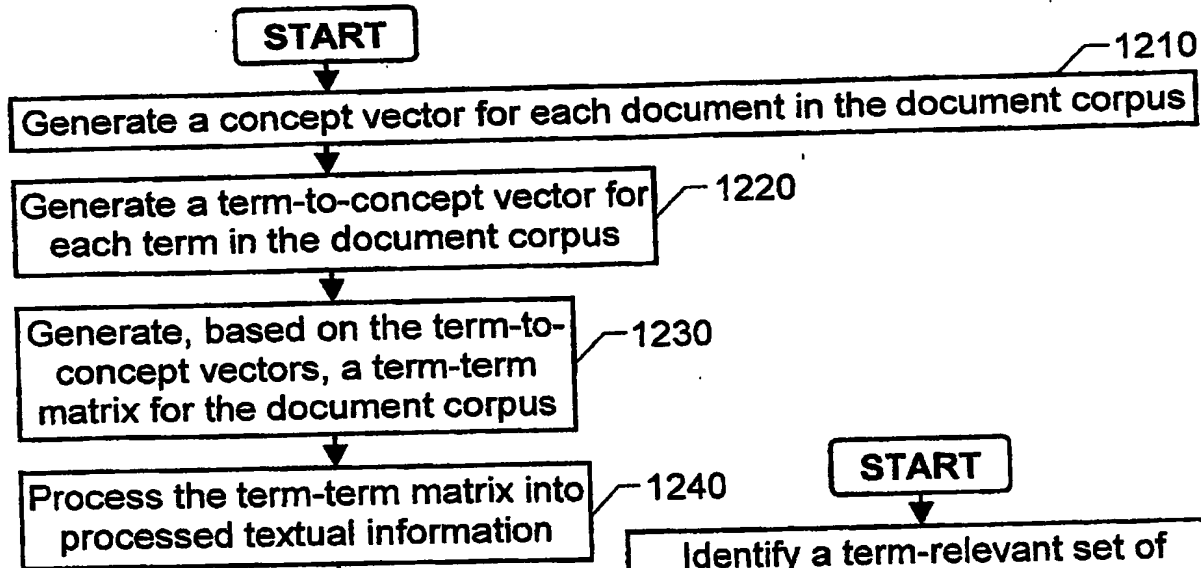 START
1210
Generate a concept vector for each document in the document corpus
Generate a term-to-concept vector for
each term in the document corpus
1220
Generate, based on the term-to-
concept vectors, a term-term
matrix for the document corpus
1230
Process the term-term matrix into
processed textual information
1240
START
Identify a term-relevant set of